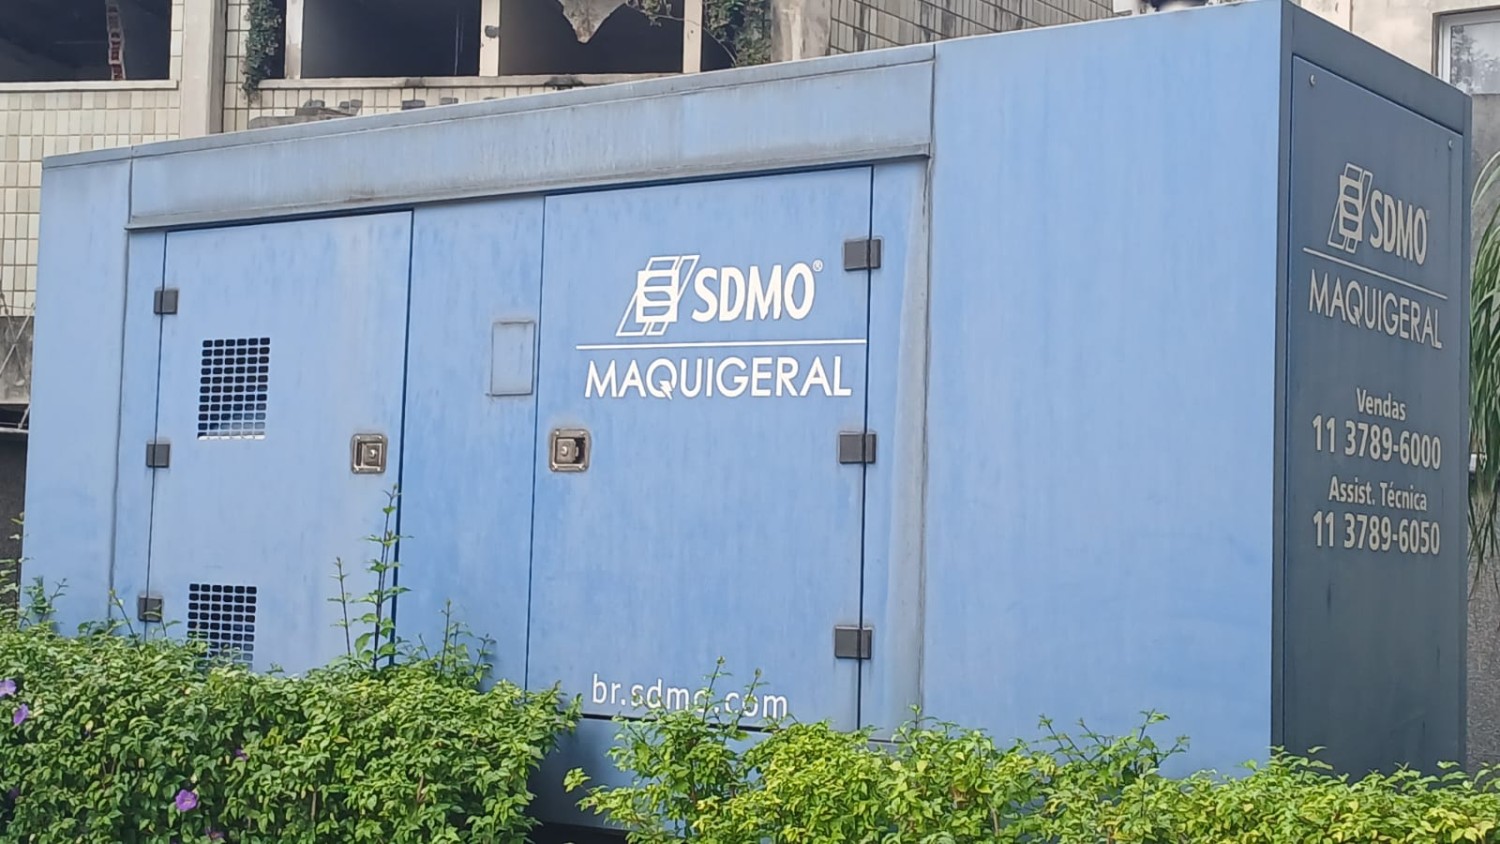 SDMO®
MAQUIGERAL
br.sdmo.com
SDMO®
MAQUIGERAL
Vendas
11 3789-6000
Assist. Técnica
11 3789-6050